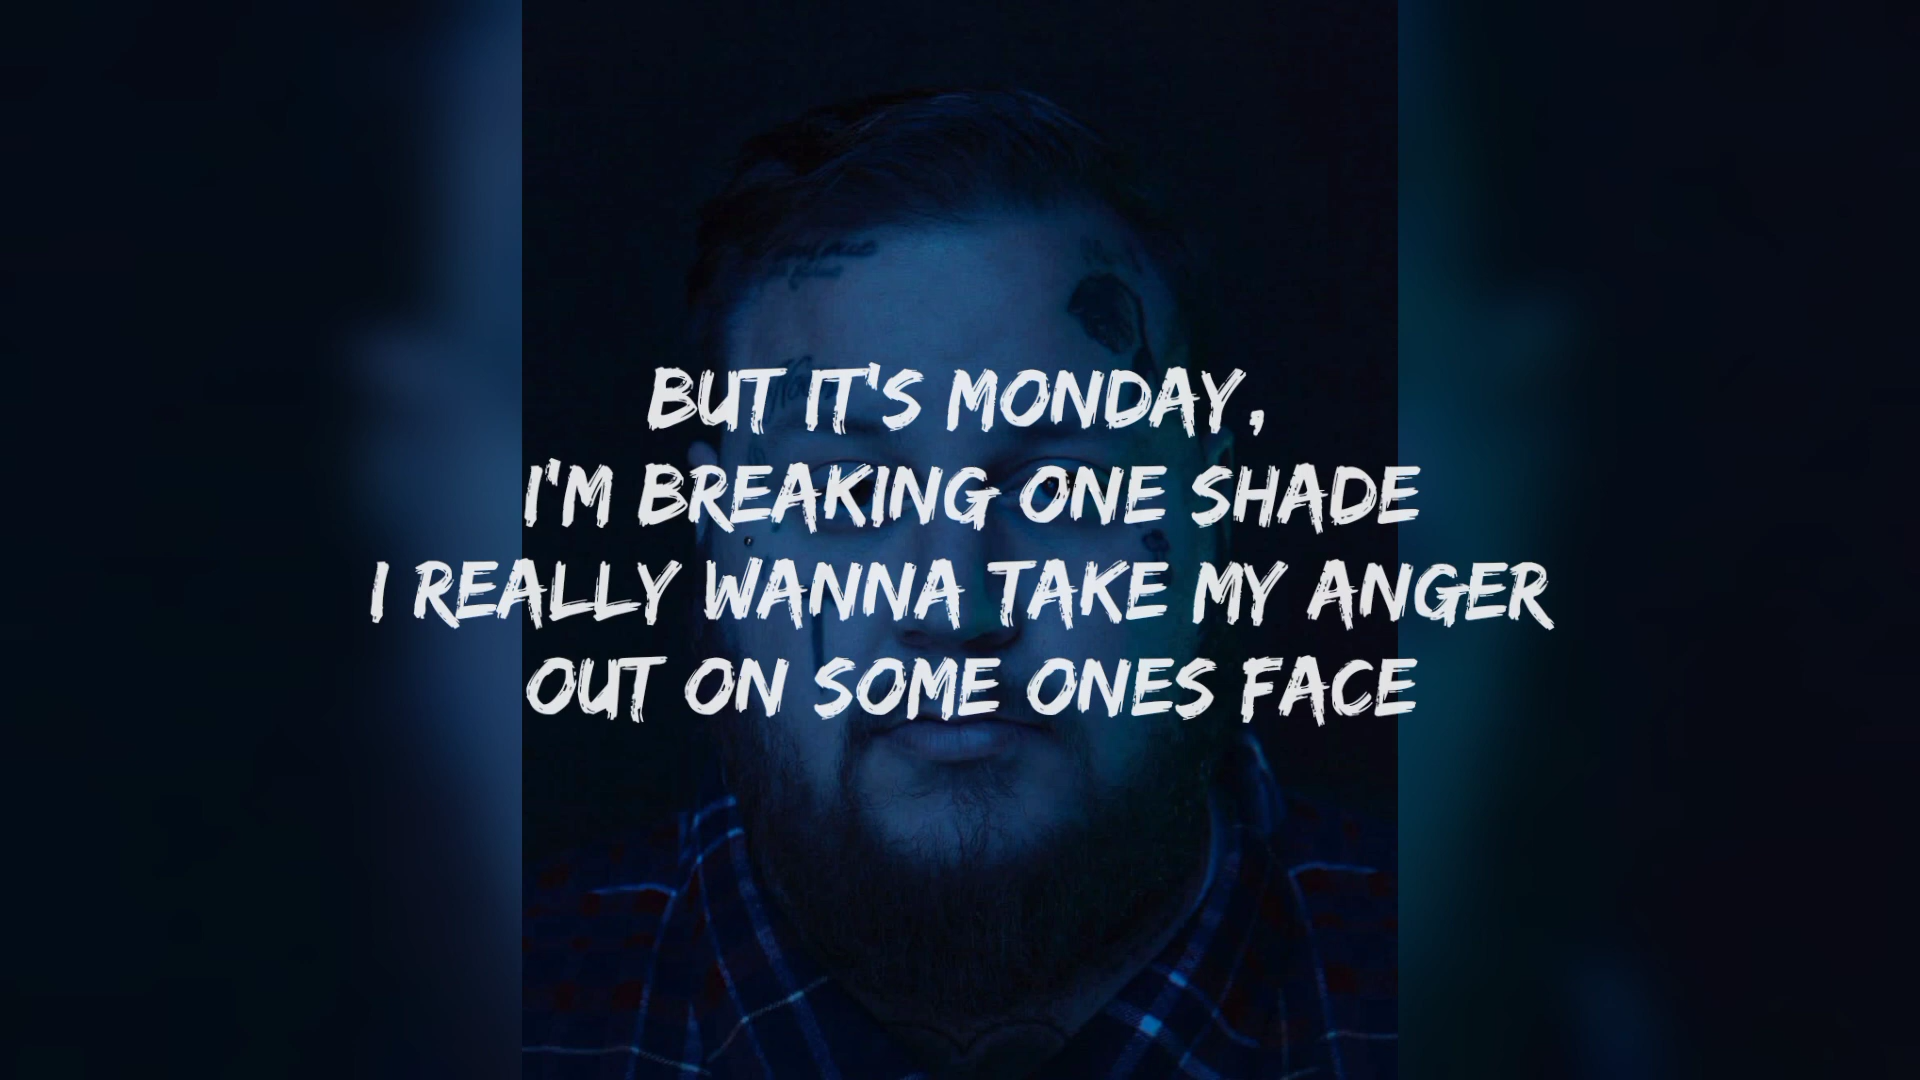 BUT IT'S MONDAY,
I'M BREAKING ONE SHADE
I REALLY WANNA TAKE MY ANGER
OUT ON SOME ONES FACE